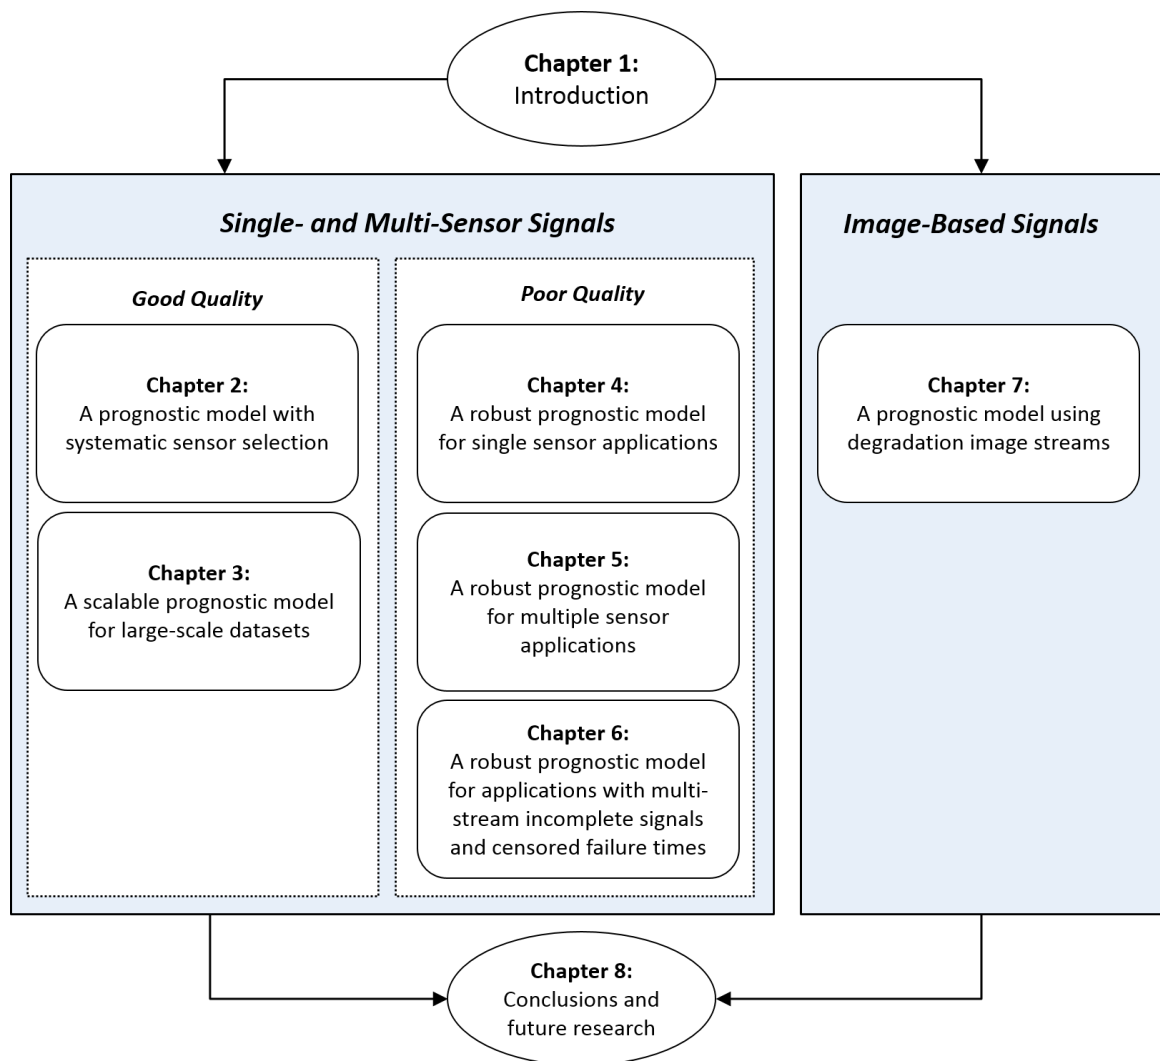 Chapter 1:
Introduction
Single- and Multi-Sensor Signals
Good Quality
Chapter 2:
A prognostic model with
systematic sensor selection
Chapter 3:
A scalable prognostic model
for large-scale datasets
Poor Quality
Chapter 4:
A robust prognostic model
for single sensor applications
Chapter 5:
A robust prognostic model
for multiple sensor
applications
Chapter 6:
A robust prognostic model
for applications with multi-
stream incomplete signals
and censored failure times
Image-Based Signals
Chapter 7:
A prognostic model using
degradation image streams
Chapter 8:
Conclusions and
future research